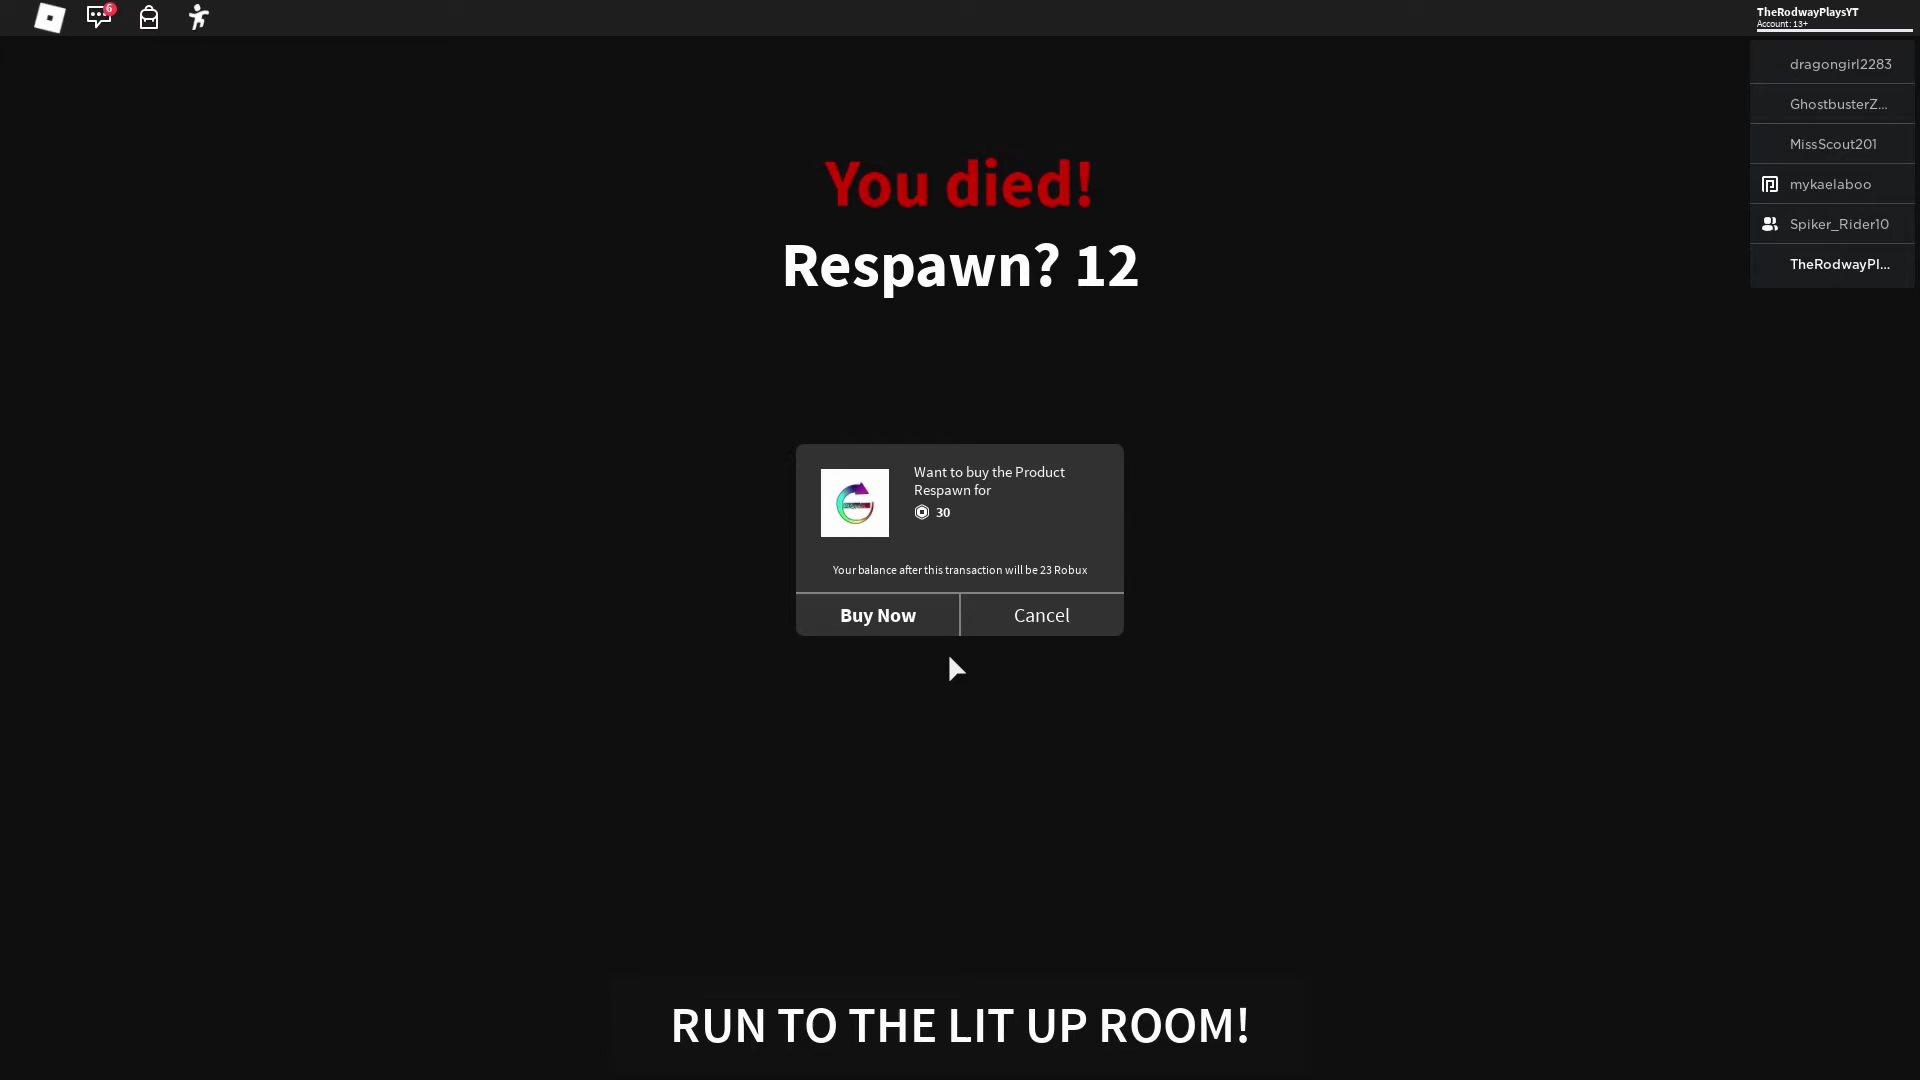 6
TheRodwayPlaysYT
Account: 13+
dragongirl2283
GhostbusterZ...
MissScout201
mykaelaboo
Spiker_Rider10
TheRodwayPl...
You died!
Respawn? 12
Want to buy the Product
Respawn for
30
Your balance after this transaction will be 23 Robux
Buy Now
Cancel
RUN TO THE LIT UP ROOM!